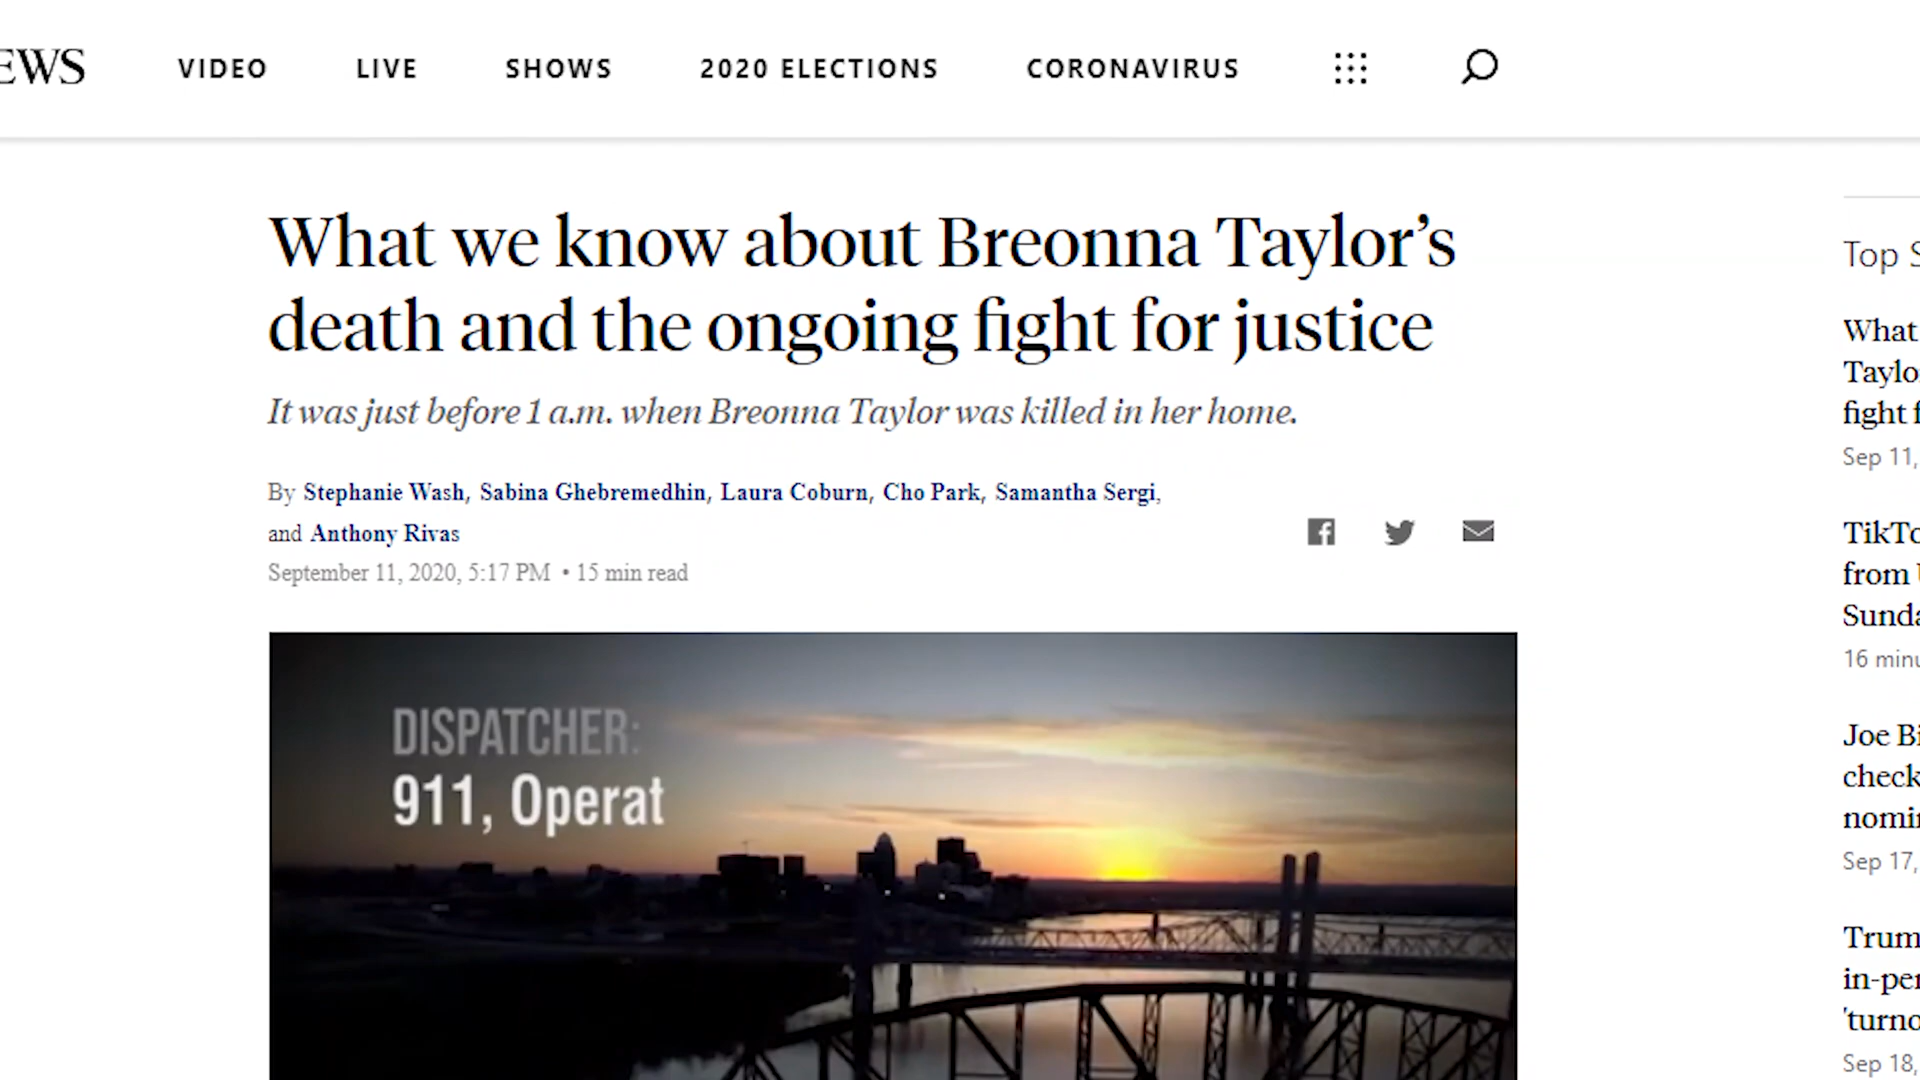 EWS
VIDEO
LIVE
SHOWS
2020 ELECTIONS
CORONAVIRUS
What we know about Breonna Taylor’s
death and the ongoing fight for justice
It was just before 1 a.m. when Breonna Taylor was killed in her home.
By Stephanie Wash, Sabina Ghebremedhin, Laura Coburn, Cho Park, Samantha Sergi,
and Anthony Rivas
September 11, 2020, 5:17 PM • 15 min read
DISPATCHER:
911, Operat
Top S
What
Taylo
fight f
Sep 11,
TikTo
from U
Sunda
16 minu
Joe Bi
check
nomin
Sep 17,
Trum
in-per
'turno
Sep 18,